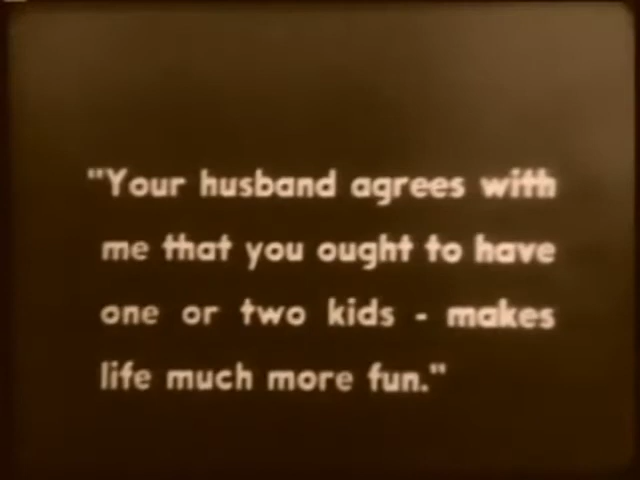 "Your husband agrees with
me that you ought to have
one or two kids - makes
life much more fun."